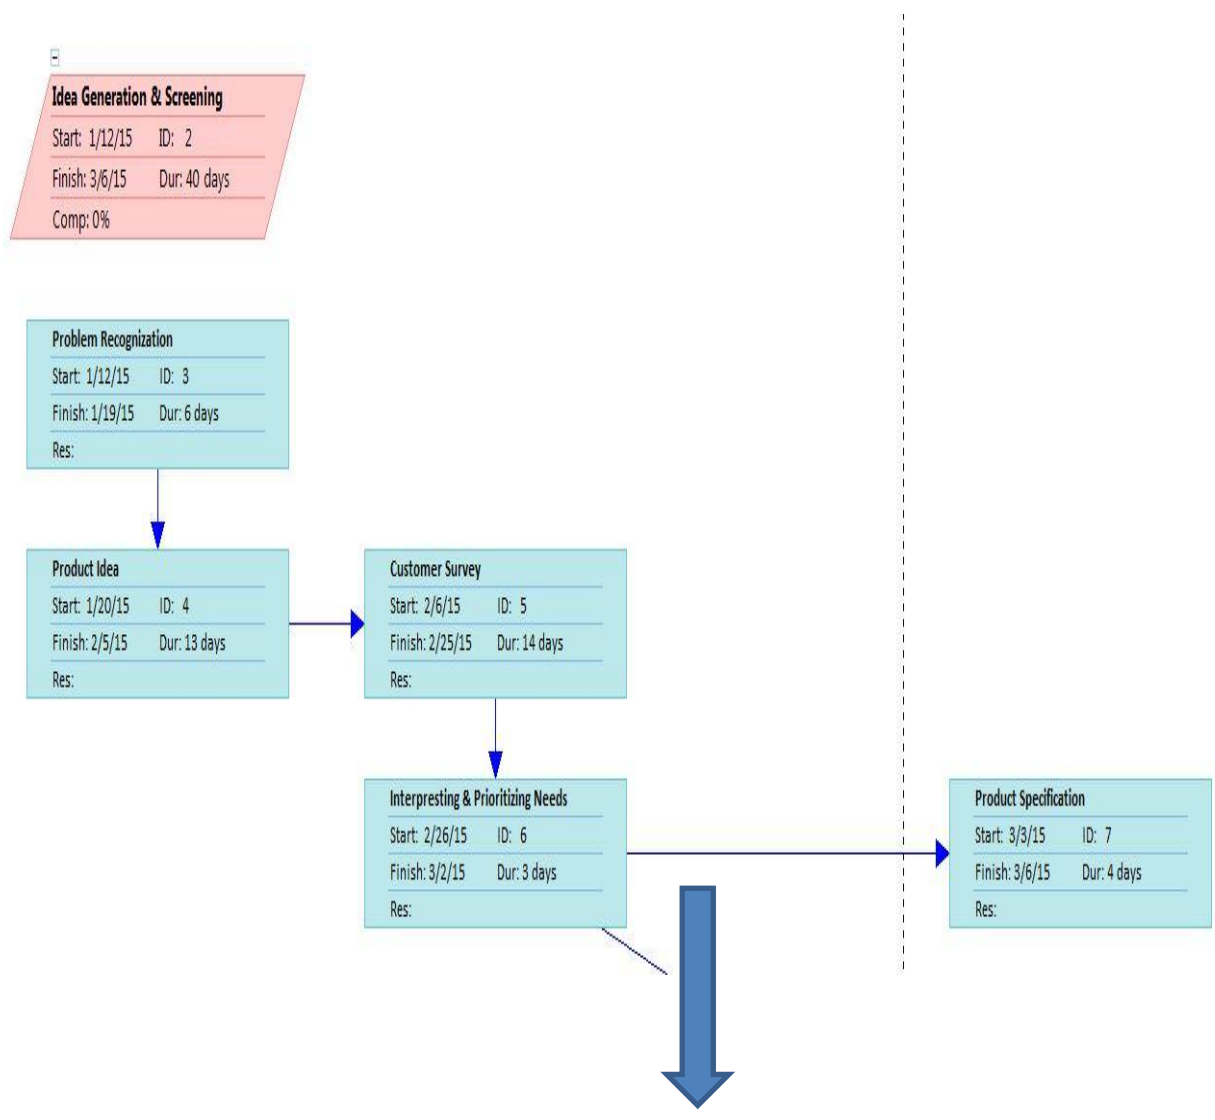 Idea Generation & Screening
Start: 1/12/15 ID: 2
Finish: 3/6/15 Dur: 40 days
Comp: 0%
Problem Recognization
Start: 1/12/15 ID: 3
Finish: 1/19/15 Dur: 6 days
Res:
Product Idea
Start: 1/20/15 ID: 4
Finish: 2/5/15 Dur: 13 days
Res:
Customer Survey
Start: 2/6/15 ID: 5
Finish: 2/25/15 Dur: 14 days
Res:
Interpresting & Prioritizing Needs
Start: 2/26/15 ID: 6
Finish: 3/2/15 Dur: 3 days
Res:
Product Specification
Start: 3/3/15 ID: 7
Finish: 3/6/15 Dur: 4 days
Res: